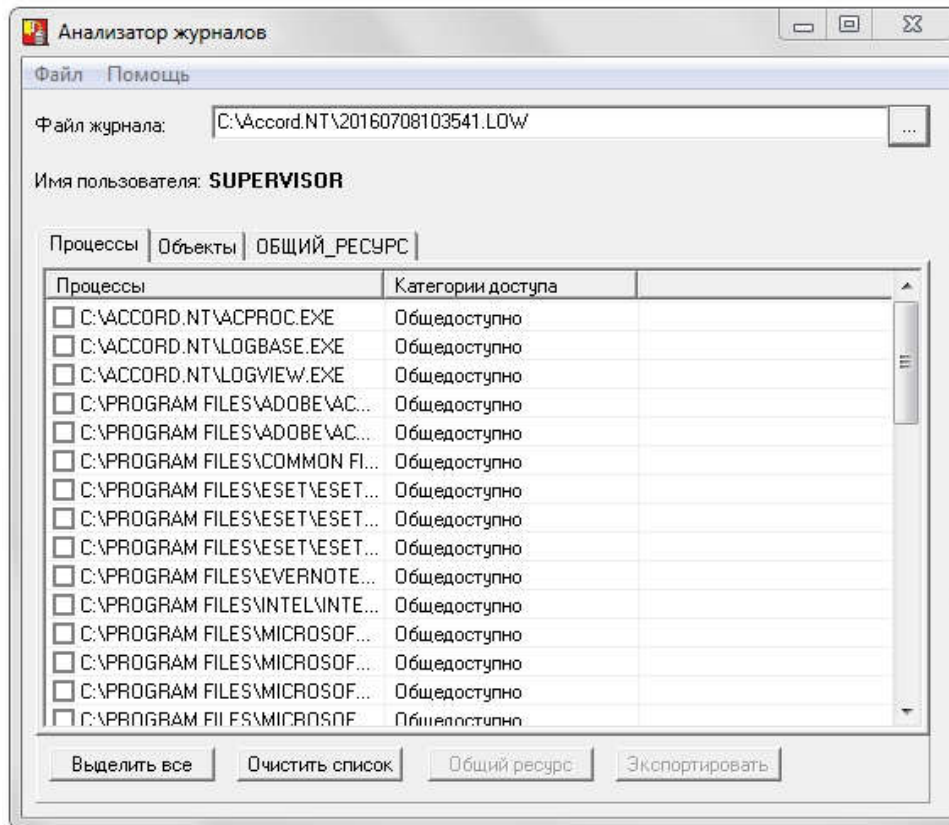 Анализатор журналов
Файл Помощь
Файл журнала: C:\Accord.NT\20160708103541.LOW ...
Имя пользователя: SUPERVISOR
Процессы Объекты ОБЩИЙ_РЕСУРС
Процессы Категории доступа
C:\ACCORD.NT\ACPROC.EXE Общедоступно
C:\ACCORD.NT\LOGBASE.EXE Общедоступно
C:\ACCORD.NT\LOGVIEW.EXE Общедоступно
C:\PROGRAM FILES\ADOBE\AC... Общедоступно
C:\PROGRAM FILES\ADOBE\AC... Общедоступно
C:\PROGRAM FILES\COMMON FI... Общедоступно
C:\PROGRAM FILES\ESET\ESET... Общедоступно
C:\PROGRAM FILES\ESET\ESET... Общедоступно
C:\PROGRAM FILES\ESET\ESET... Общедоступно
C:\PROGRAM FILES\EVERNOTE... Общедоступно
C:\PROGRAM FILES\INTEL\INTE... Общедоступно
C:\PROGRAM FILES\MICROSOF... Общедоступно
C:\PROGRAM FILES\MICROSOF... Общедоступно
C:\PROGRAM FILES\MICROSOF... Общедоступно
C:\PROGRAM FILES\MICROSOF... Общедоступно
Выделить все Очистить список Общий ресурс Экспортировать